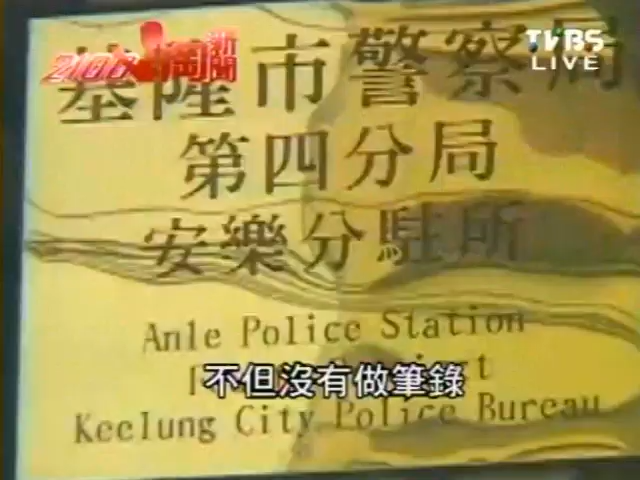 2100
TVBS
LIVE
基隆市警察局
第四分局
安樂分駐所
Anle Police Station
不但沒有做筆錄
Keelung City Police Bureau